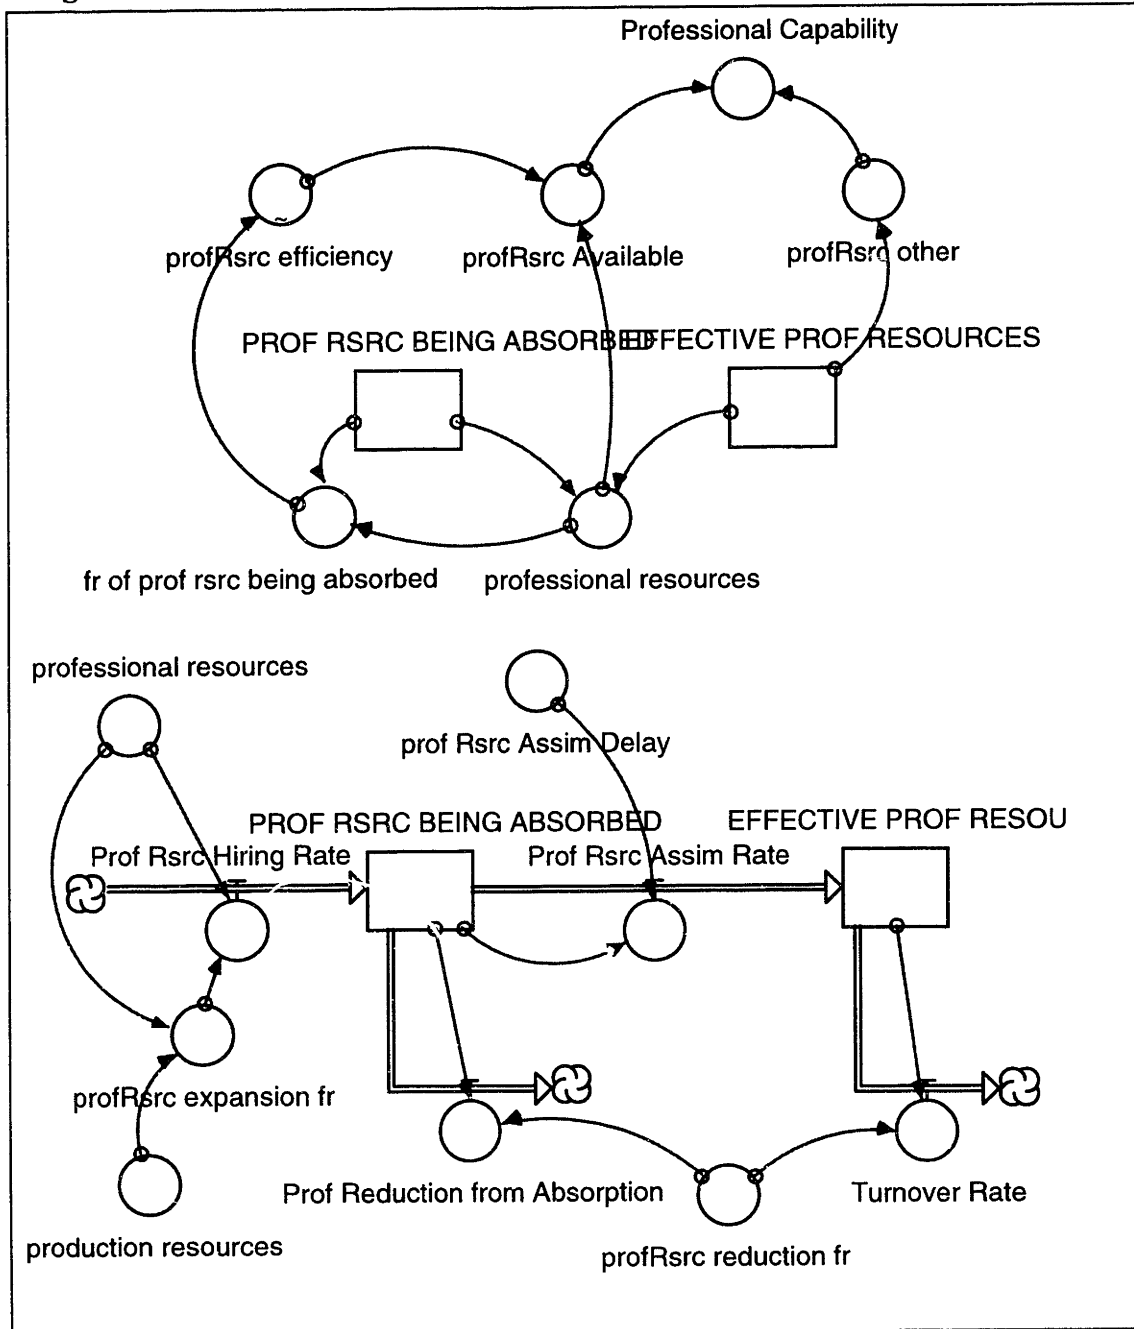 Professional Capability
profRsrc efficiency
profRsrc Available
profRsrc other
PROF RSRC BEING ABSORBED
EFFECTIVE PROF RESOURCES
fr of prof rsrc being absorbed
professional resources
professional resources
prof Rsrc Assim Delay
PROF RSRC BEING ABSORBED
EFFECTIVE PROF RESOU
Prof Rsrc Hiring Rate
Prof Rsrc Assim Rate
profRsrc expansion fr
Prof Reduction from Absorption
Turnover Rate
production resources
profRsrc reduction fr